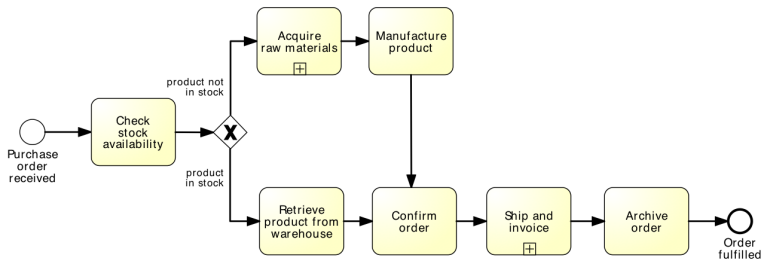 Purchase
order
received
Check
stock
availability
X
product not
in stock
product
in stock
Acquire
raw materials
Manufacture
product
Retrieve
product from
warehouse
Confirm
order
Ship and
invoice
Archive
order
Order
fulfilled